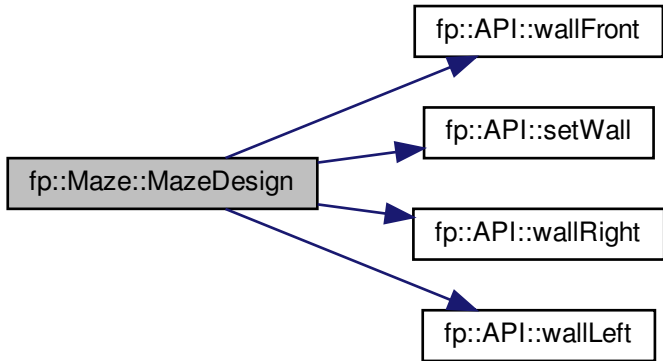 fp::API::wallFront
fp::API::setWall
fp::Maze::MazeDesign
fp::API::wallRight
fp::API::wallLeft